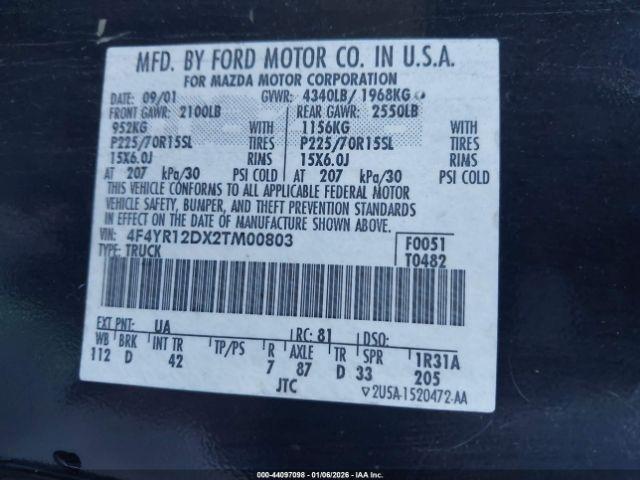 MFD. BY FORD MOTOR CO. IN U.S.A.
FOR MAZDA MOTOR CORPORATION
DATE: 09/01 GVWR: 4340LB/ 1968KG
FRONT GAWR: 2100LB REAR GAWR: 2550LB
952KG WITH 1156KG WITH
P225/70R15SL TIRES P225/70R15SL TIRES
15X6.0J RIMS 15X6.0J RIMS
AT 207 kPa/30 PSI COLD AT 207 kPa/30 PSI COLD
THIS VEHICLE CONFORMS TO ALL APPLICABLE FEDERAL MOTOR
VEHICLE SAFETY, BUMPER, AND THEFT PREVENTION STANDARDS
IN EFFECT ON THE DATE OF MANUFACTURE SHOWN ABOVE.
VIN: 4F4YR12DX2TM00803 F0051
TYPE: TRUCK T0482
EXT PNT: UA RC: 81 DSO:
WB BRK INT TR TP/PS R AXLE TR SPR 1R31A
112 D 42 7 87 D 33 205
JTC ▽2U5A-1520472-AA
000-44097098 - 01/06/2026 - IAAI.com